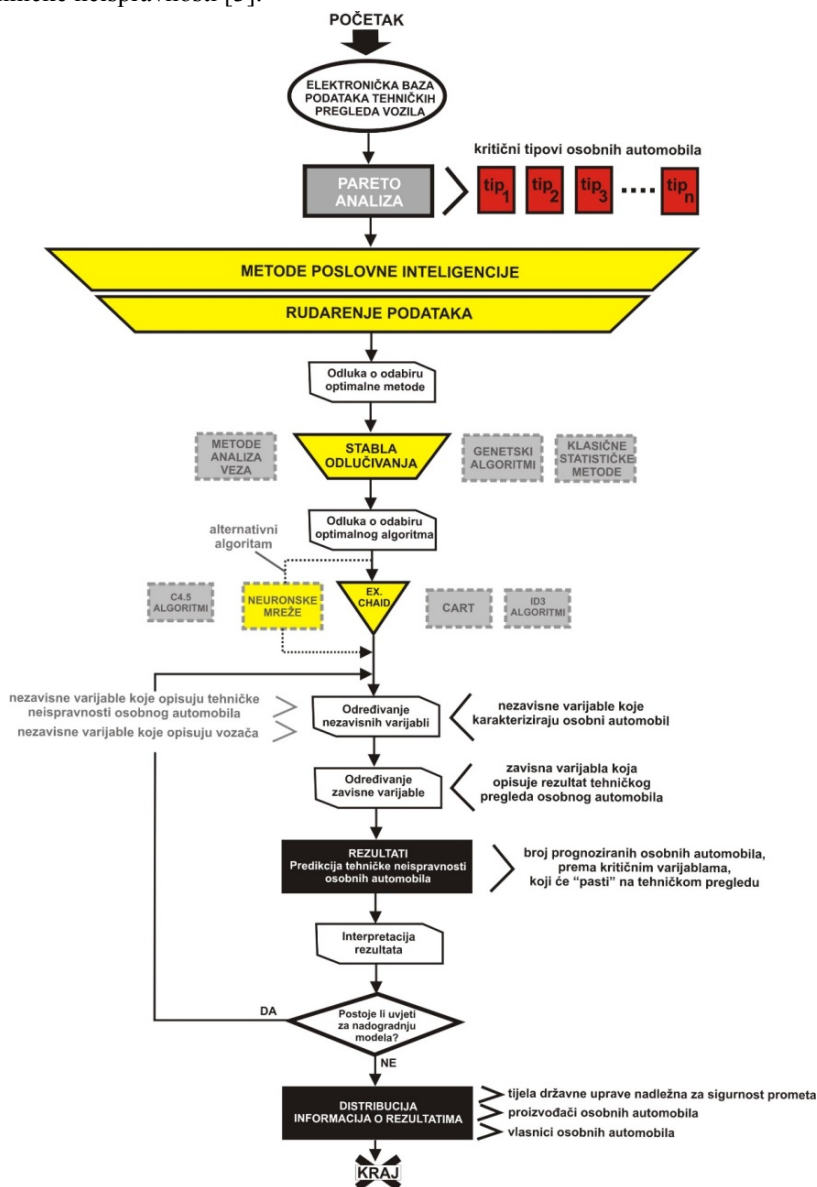 neispravnosti [3].
POČETAK
ELEKTRONIČKA BAZA
PODATAKA TEHNIČKIH
PREGLEDA VOZILA
kritični tipovi osobnih automobila
PARETO
ANALIZA
tip1 tip2 tip3 .... tipn
METODE POSLOVNE INTELIGENCIJE
RUDARENJE PODATAKA
Odluka o odabiru
optimalne metode
METODE
ANALIZA
VEZA
STABLA
ODLUČIVANJA
GENETSKI
ALGORITMI
KLASIČNE
STATISTIČKE
METODE
Odluka o odabiru
optimalnog algoritma
alternativni
algoritam
C4.5
ALGORITMI
NEURONSKE
MREŽE
EX.
CHAID
CART
ID3
ALGORITMI
nezavisne varijable koje opisuju tehničke
neispravnosti osobnog automobila
nezavisne varijable koje opisuju vozača
Određivanje
nezavisnih varijabli
nezavisne varijable koje
karakteriziraju osobni automobil
Određivanje
zavisne varijable
zavisna varijabla koja
opisuje rezultat tehničkog
pregleda osobnog automobila
REZULTATI
Predikcija tehničke neispravnosti
osobnih automobila
broj prognoziranih osobnih automobila,
prema kritičnim varijablama,
koji će "pasti" na tehničkom pregledu
Interpretacija
rezultata
DA
Postoje li uvjeti
za nadogradnju
modela?
NE
DISTRIBUCIJA
INFORMACIJA O REZULTATIMA
tijela državne uprave nadležna za sigurnost prometa
proizvođači osobnih automobila
vlasnici osobnih automobila
KRAJ